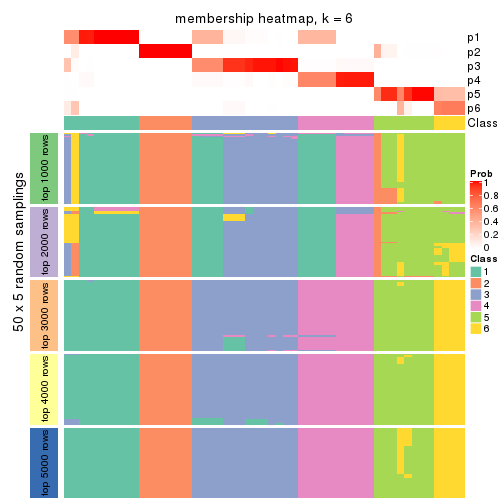 membership heatmap, k = 6
p1
p2
p3
p4
p5
p6
Class
50 x 5 random samplings
top 1000 rows
top 2000 rows
top 3000 rows
top 4000 rows
top 5000 rows
Prob
1
0.8
0.6
0.4
0.2
0
Class
1
2
3
4
5
6